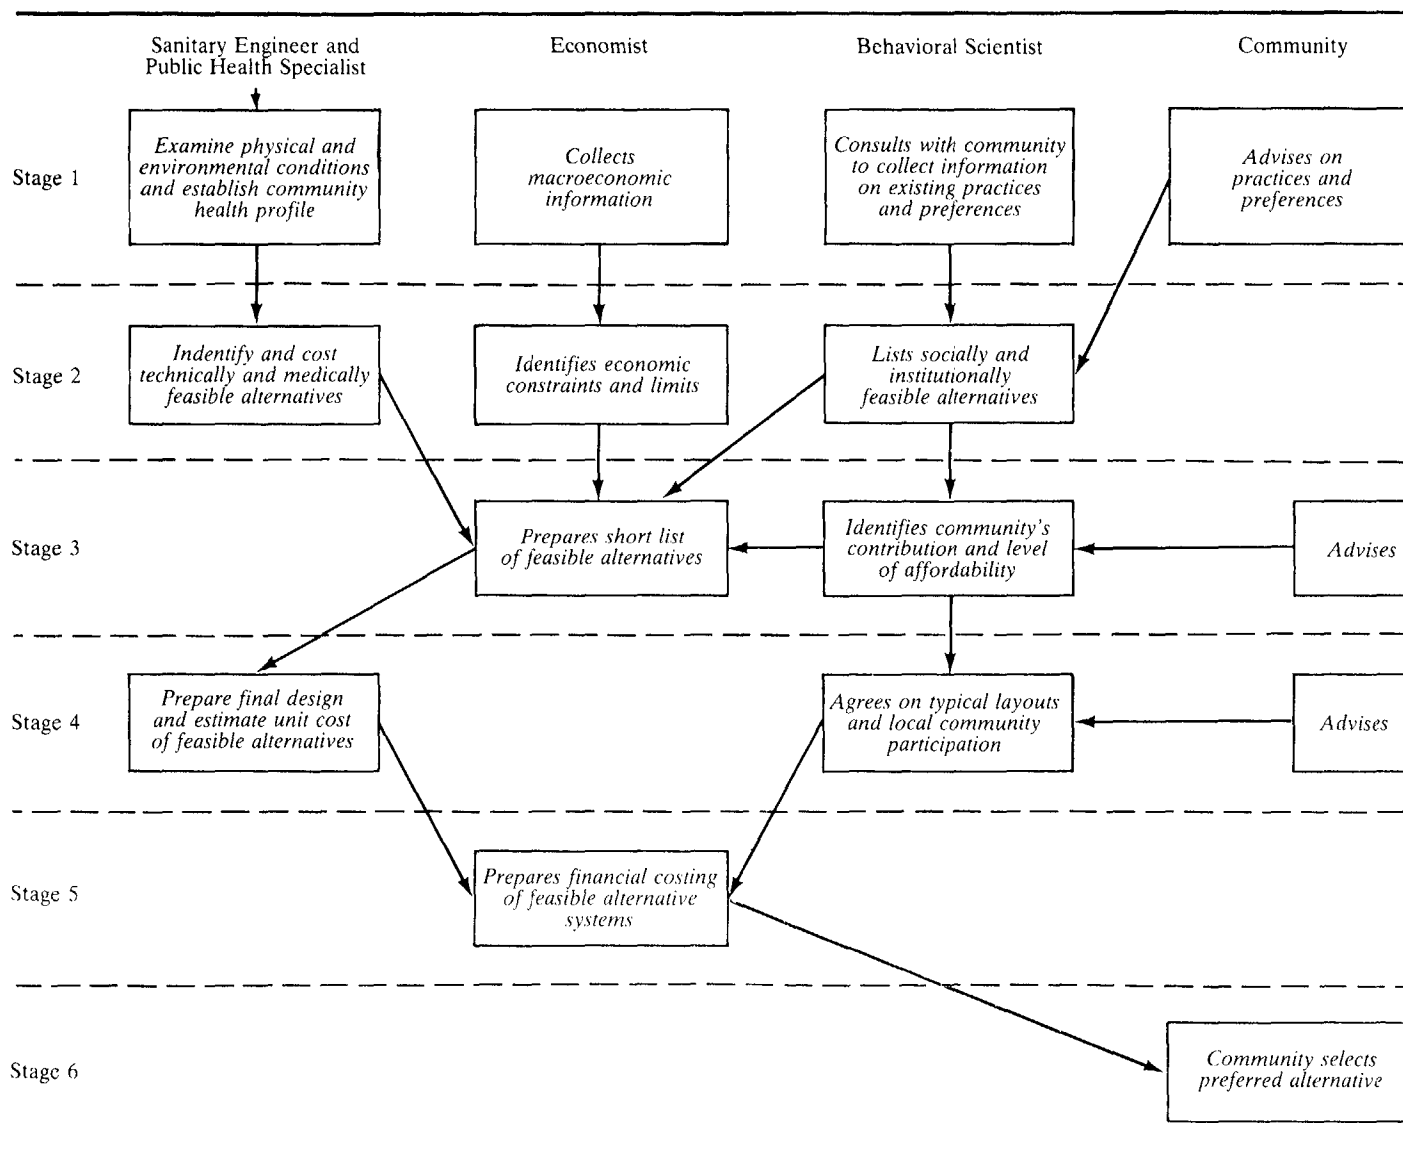 Sanitary Engineer and
Public Health Specialist
Economist
Behavioral Scientist
Community
Stage 1
Examine physical and
environmental conditions
and establish community
health profile
Collects
macroeconomic
information
Consults with community
to collect information
on existing practices
and preferences
Advises on
practices and
preferences
Stage 2
Indentify and cost
technically and medically
feasible alternatives
Identifies economic
constraints and limits
Lists socially and
institutionally
feasible alternatives
Stage 3
Prepares short list
of feasible alternatives
Identifies community's
contribution and level
of affordability
Advises
Stage 4
Prepare final design
and estimate unit cost
of feasible alternatives
Agrees on typical layouts
and local community
participation
Advises
Stage 5
Prepares financial costing
of feasible alternative
systems
Stage 6
Community selects
preferred alternative